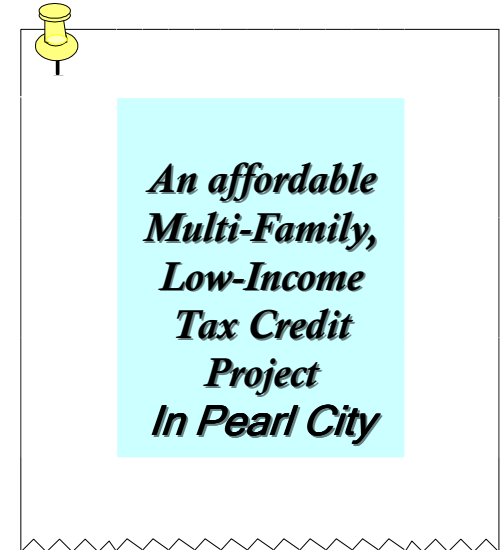 An affordable
Multi-Family,
Low-Income
Tax Credit
Project
In Pearl City